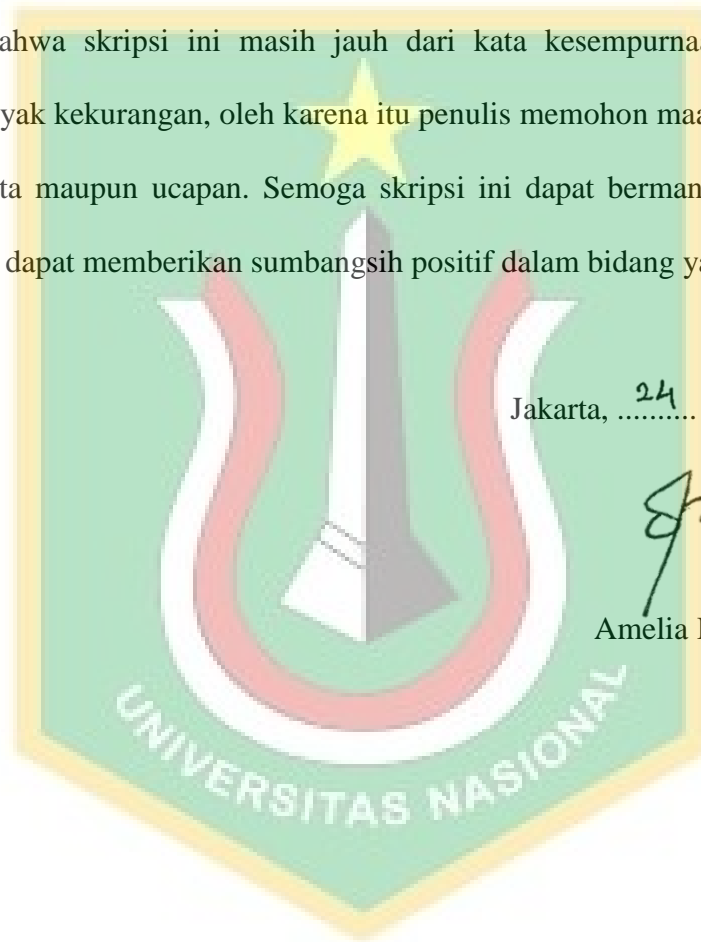 ahwa skripsi ini masih jauh dari kata kesempurna
yak kekurangan, oleh karena itu penulis memohon maa
ta maupun ucapan. Semoga skripsi ini dapat berman
dapat memberikan sumbangsih positif dalam bidang ya
Jakarta, ....24.....
Amelia
UNIVERSITAS NASIONAL